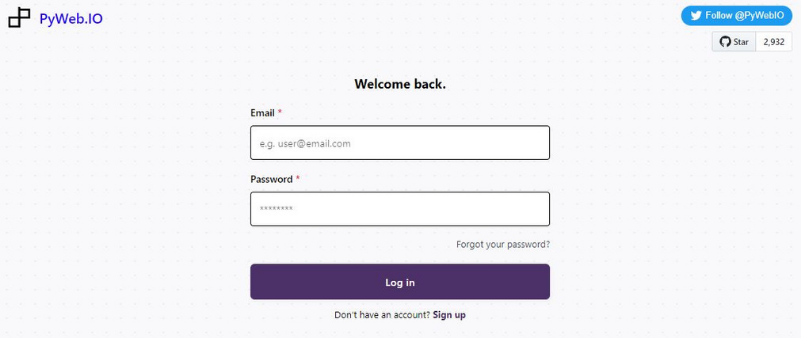 PyWeb.IO
Follow @PyWebIO
Star 2,932
Welcome back.
Email *
e.g. user@email.com
Password *
********
Forgot your password?
Log in
Don't have an account? Sign up